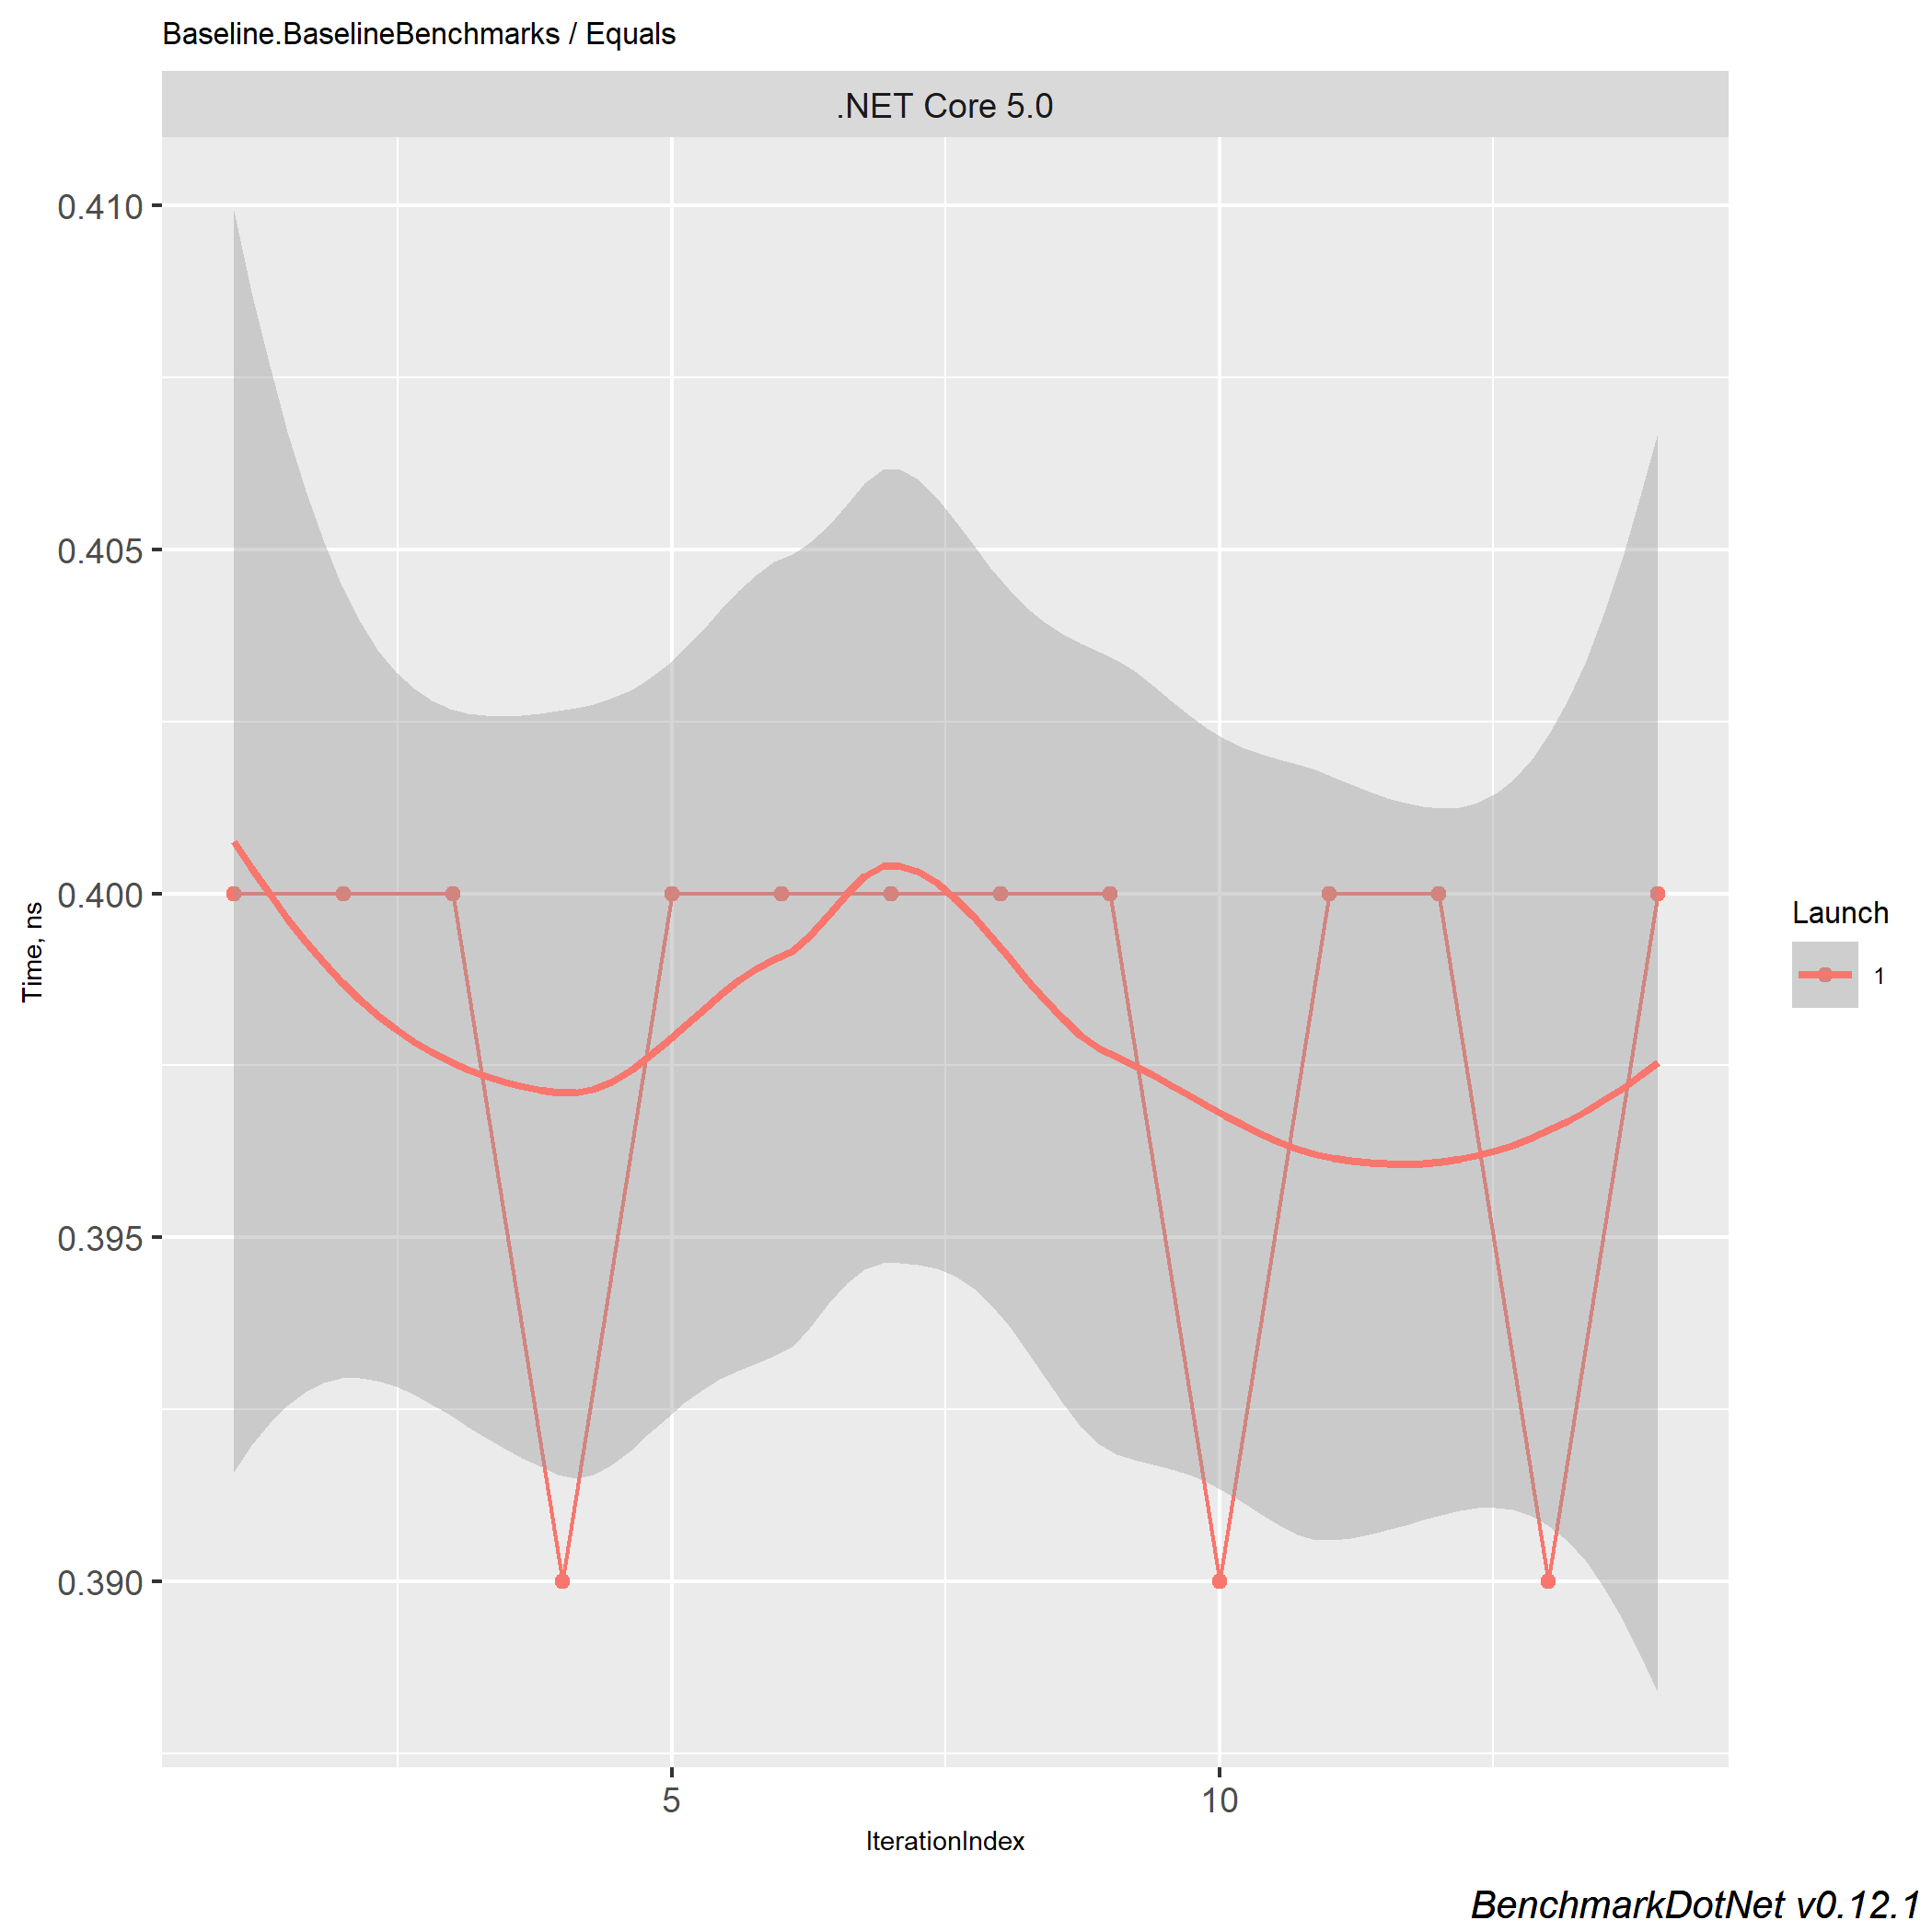 Baseline.BaselineBenchmarks / Equals
.NET Core 5.0
0.410
0.405
0.400
0.395
0.390
Time, ns
5
10
IterationIndex
Launch
1
BenchmarkDotNet v0.12.1